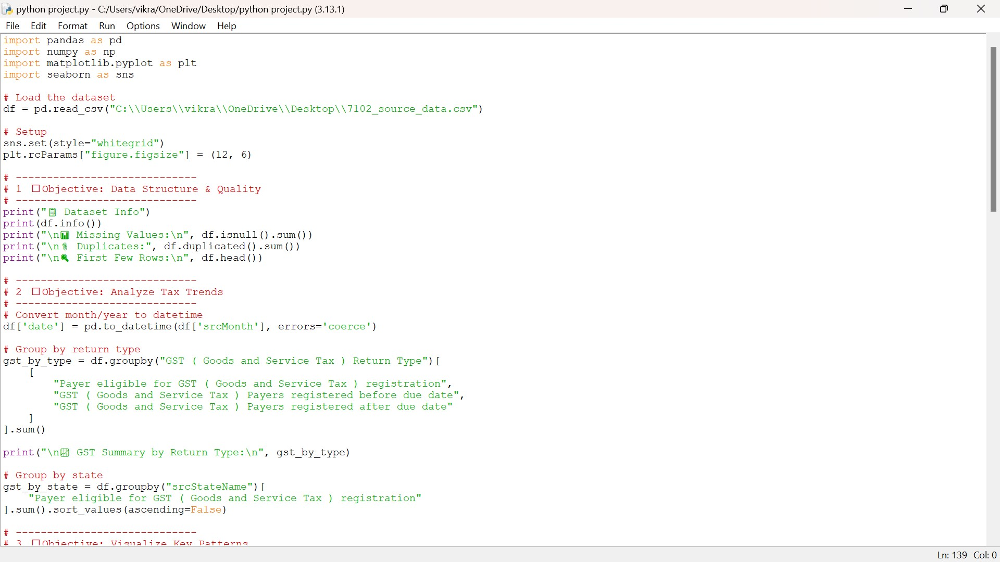 python project.py - C:/Users/vikra/OneDrive/Desktop/python project.py (3.13.1)
File Edit Format Run Options Window Help
import pandas as pd
import numpy as np
import matplotlib.pyplot as plt
import seaborn as sns
# Load the dataset
df = pd.read_csv("C:\\Users\\vikra\\OneDrive\\Desktop\\7102_source_data.csv")
# Setup
sns.set(style="whitegrid")
plt.rcParams["figure.figsize"] = (12, 6)
# -----------------------------
# 1 □Objective: Data Structure & Quality
# -----------------------------
print("📋 Dataset Info")
print(df.info())
print("\n📊 Missing Values:\n", df.isnull().sum())
print("\n🧬 Duplicates:", df.duplicated().sum())
print("\n🔍 First Few Rows:\n", df.head())
# -----------------------------
# 2 □Objective: Analyze Tax Trends
# -----------------------------
# Convert month/year to datetime
df['date'] = pd.to_datetime(df['srcMonth'], errors='coerce')
# Group by return type
gst_by_type = df.groupby("GST ( Goods and Service Tax ) Return Type")[
    [
        "Payer eligible for GST ( Goods and Service Tax ) registration",
        "GST ( Goods and Service Tax ) Payers registered before due date",
        "GST ( Goods and Service Tax ) Payers registered after due date"
    ]
].sum()
print("\n📈 GST Summary by Return Type:\n", gst_by_type)
# Group by state
gst_by_state = df.groupby("srcStateName")[
    "Payer eligible for GST ( Goods and Service Tax ) registration"
].sum().sort_values(ascending=False)
# -----------------------------
# 3 □Objective: Visualize Key Patterns
Ln: 139 Col: 0